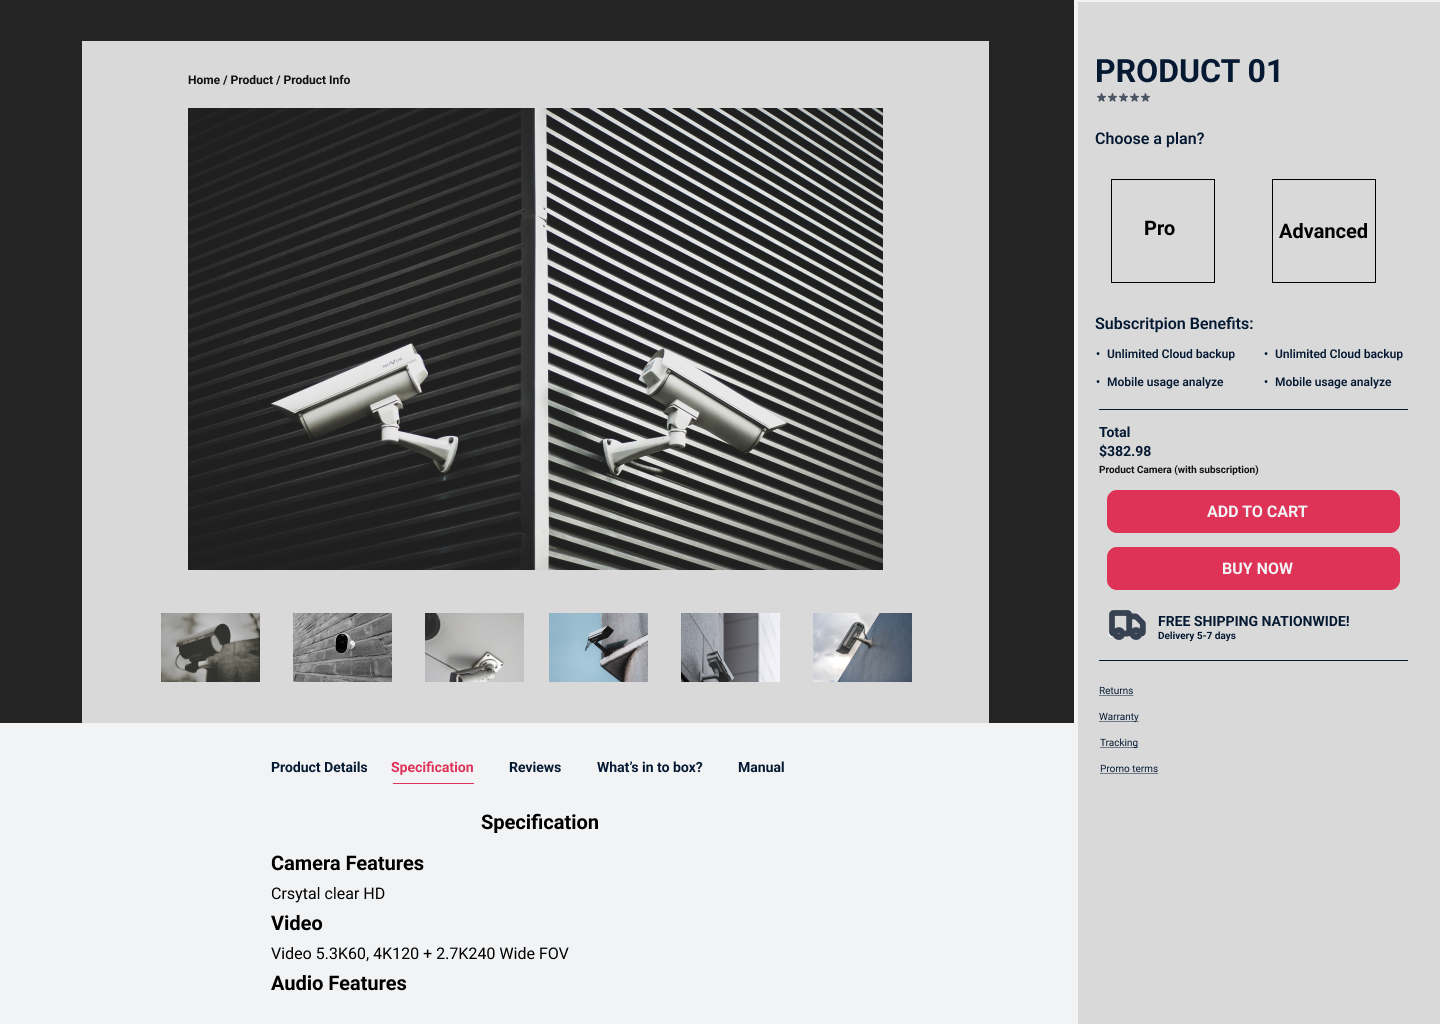 Home / Product / Product Info
PRODUCT 01
Choose a plan?
Pro
Advanced
Subscritpion Benefits:
• Unlimited Cloud backup
• Unlimited Cloud backup
• Mobile usage analyze
• Mobile usage analyze
Total
$382.98
Product Camera (with subscription)
ADD TO CART
BUY NOW
FREE SHIPPING NATIONWIDE!
Delivery 5-7 days
Returns
Warranty
Tracking
Promo terms
Product Details
Specification
Reviews
What’s in to box?
Manual
Specification
Camera Features
Crsytal clear HD
Video
Video 5.3K60, 4K120 + 2.7K240 Wide FOV
Audio Features